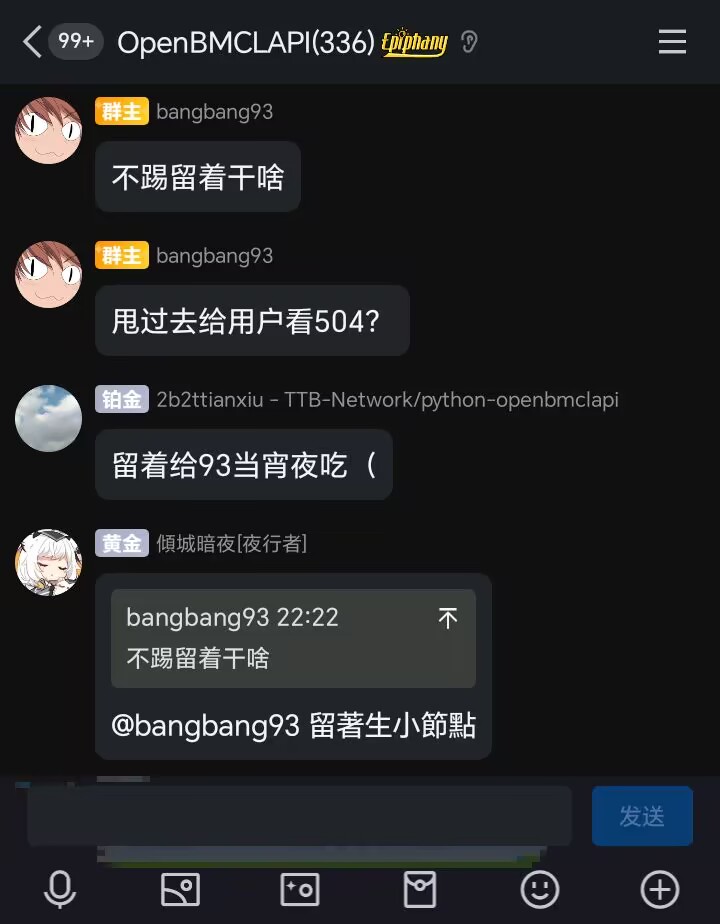 99+ OpenBMCLAPI(336) Epiphany
群主 bangbang93
不踢留着干啥
群主 bangbang93
甩过去给用户看504？
铂金 2b2ttianxiu - TTB-Network/python-openbmclapi
留着给93当宵夜吃（
黄金 傾城暗夜[夜行者]
bangbang93 22:22
不踢留着干啥
@bangbang93 留著生小節點
发送